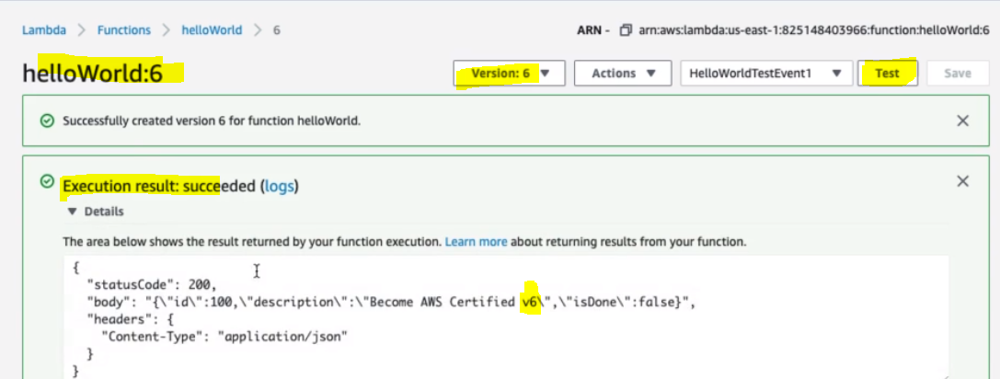 Lambda > Functions > helloWorld > 6
ARN - arn:aws:lambda:us-east-1:825148403966:function:helloWorld:6
helloWorld:6
Version: 6 ▼ Actions ▼ HelloWorldTestEvent1 ▼ Test Save
Successfully created version 6 for function helloWorld.
Execution result: succeeded (logs)
▼ Details
The area below shows the result returned by your function execution. Learn more about returning results from your function.
{
"statusCode": 200,
"body": "{\"id\":100,\"description\":\"Become AWS Certified v6\",\"isDone\":false}",
"headers": {
"Content-Type": "application/json"
}
}